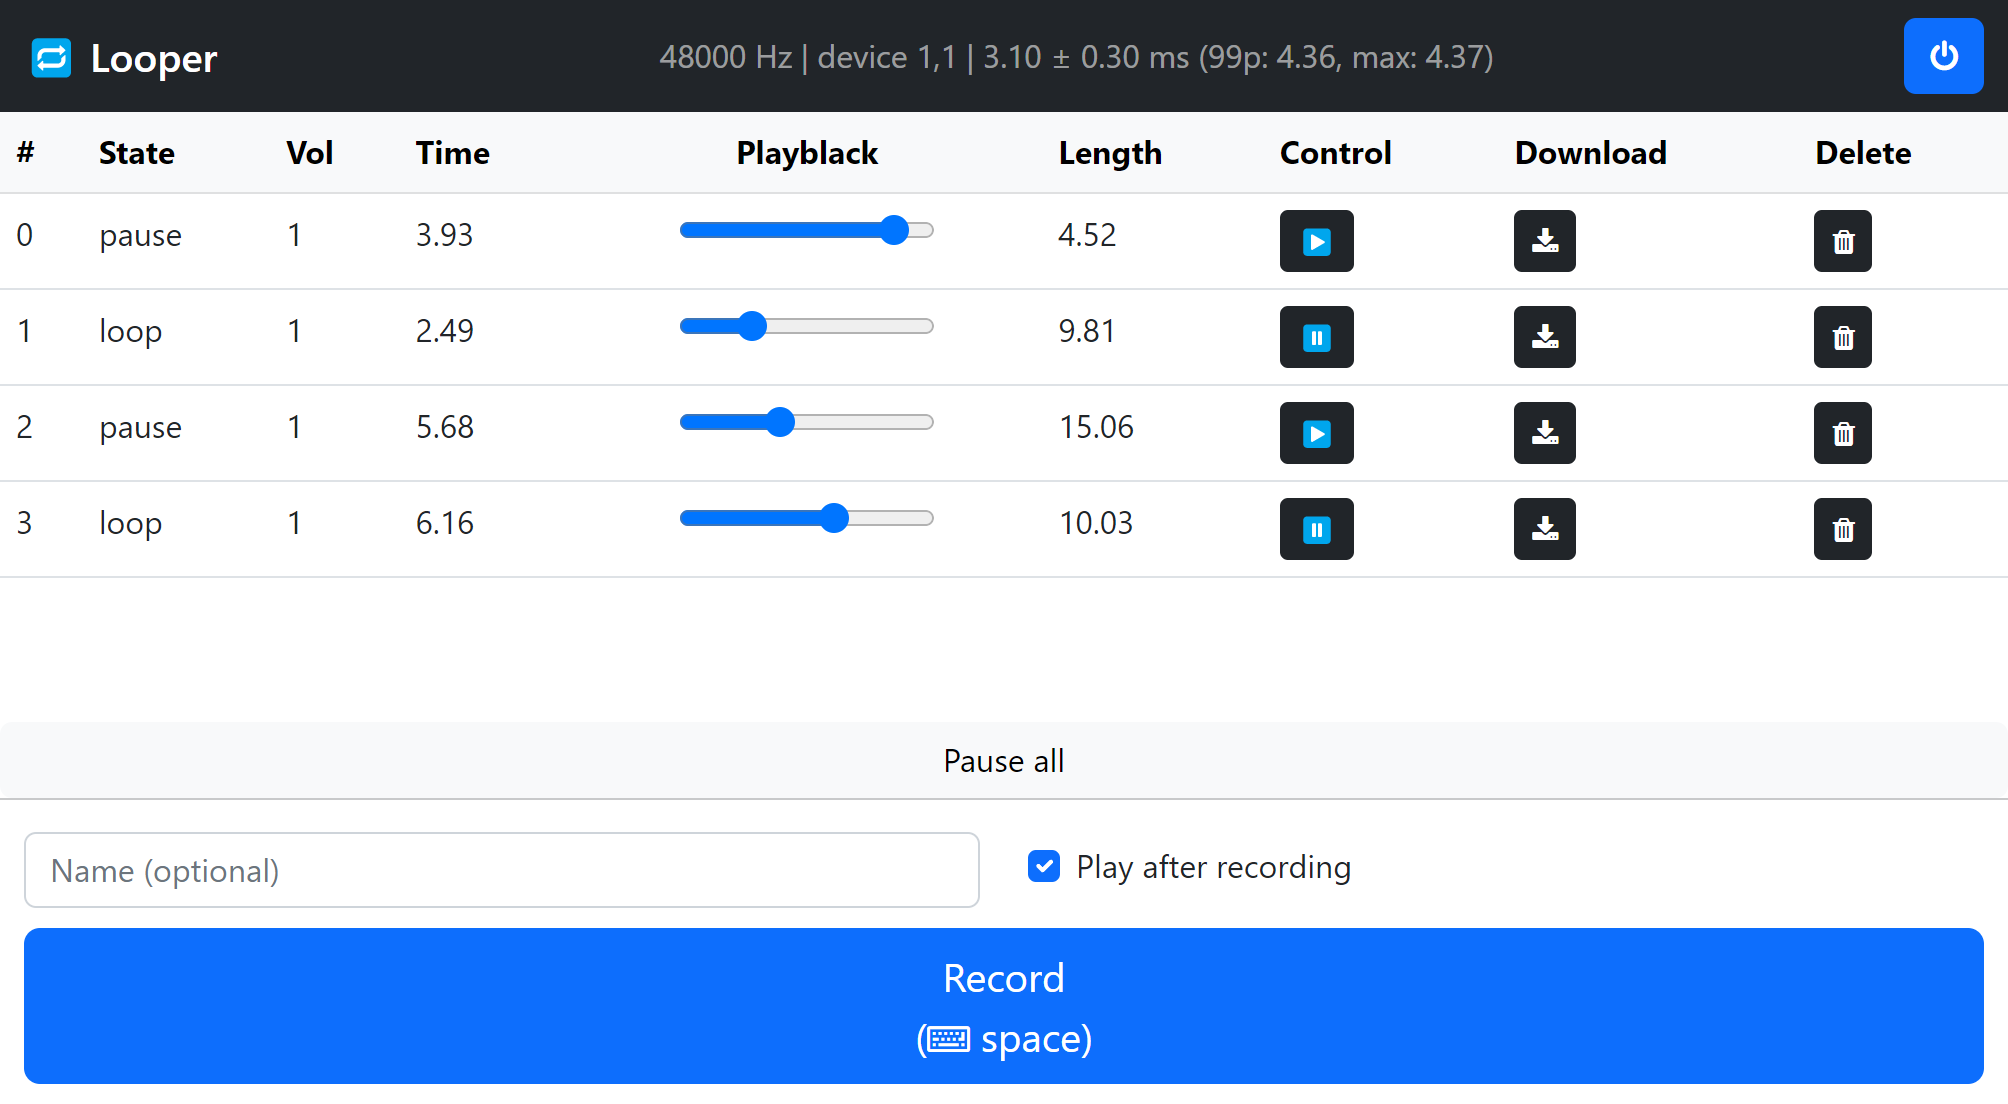 Looper
48000 Hz | device 1,1 | 3.10 ± 0.30 ms (99p: 4.36, max: 4.37)
# State Vol Time Playblack Length Control Download Delete
0 pause 1 3.93 4.52
1 loop 1 2.49 9.81
2 pause 1 5.68 15.06
3 loop 1 6.16 10.03
Pause all
Name (optional)
Play after recording
Record
(⌨ space)